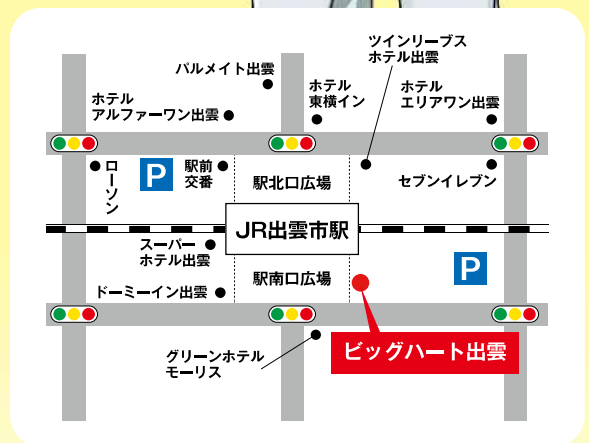 ツインリーブス
ホテル出雲
パルメイト出雲
ホテル
アルファーワン出雲
ホテル
東横イン
ホテル
エリアワン出雲
ローソン
P
駅前
交番
駅北口広場
セブンイレブン
JR出雲市駅
スーパー
ホテル出雲
駅南口広場
P
ドーミーイン出雲
ビッグハート出雲
グリーンホテル
モーリス